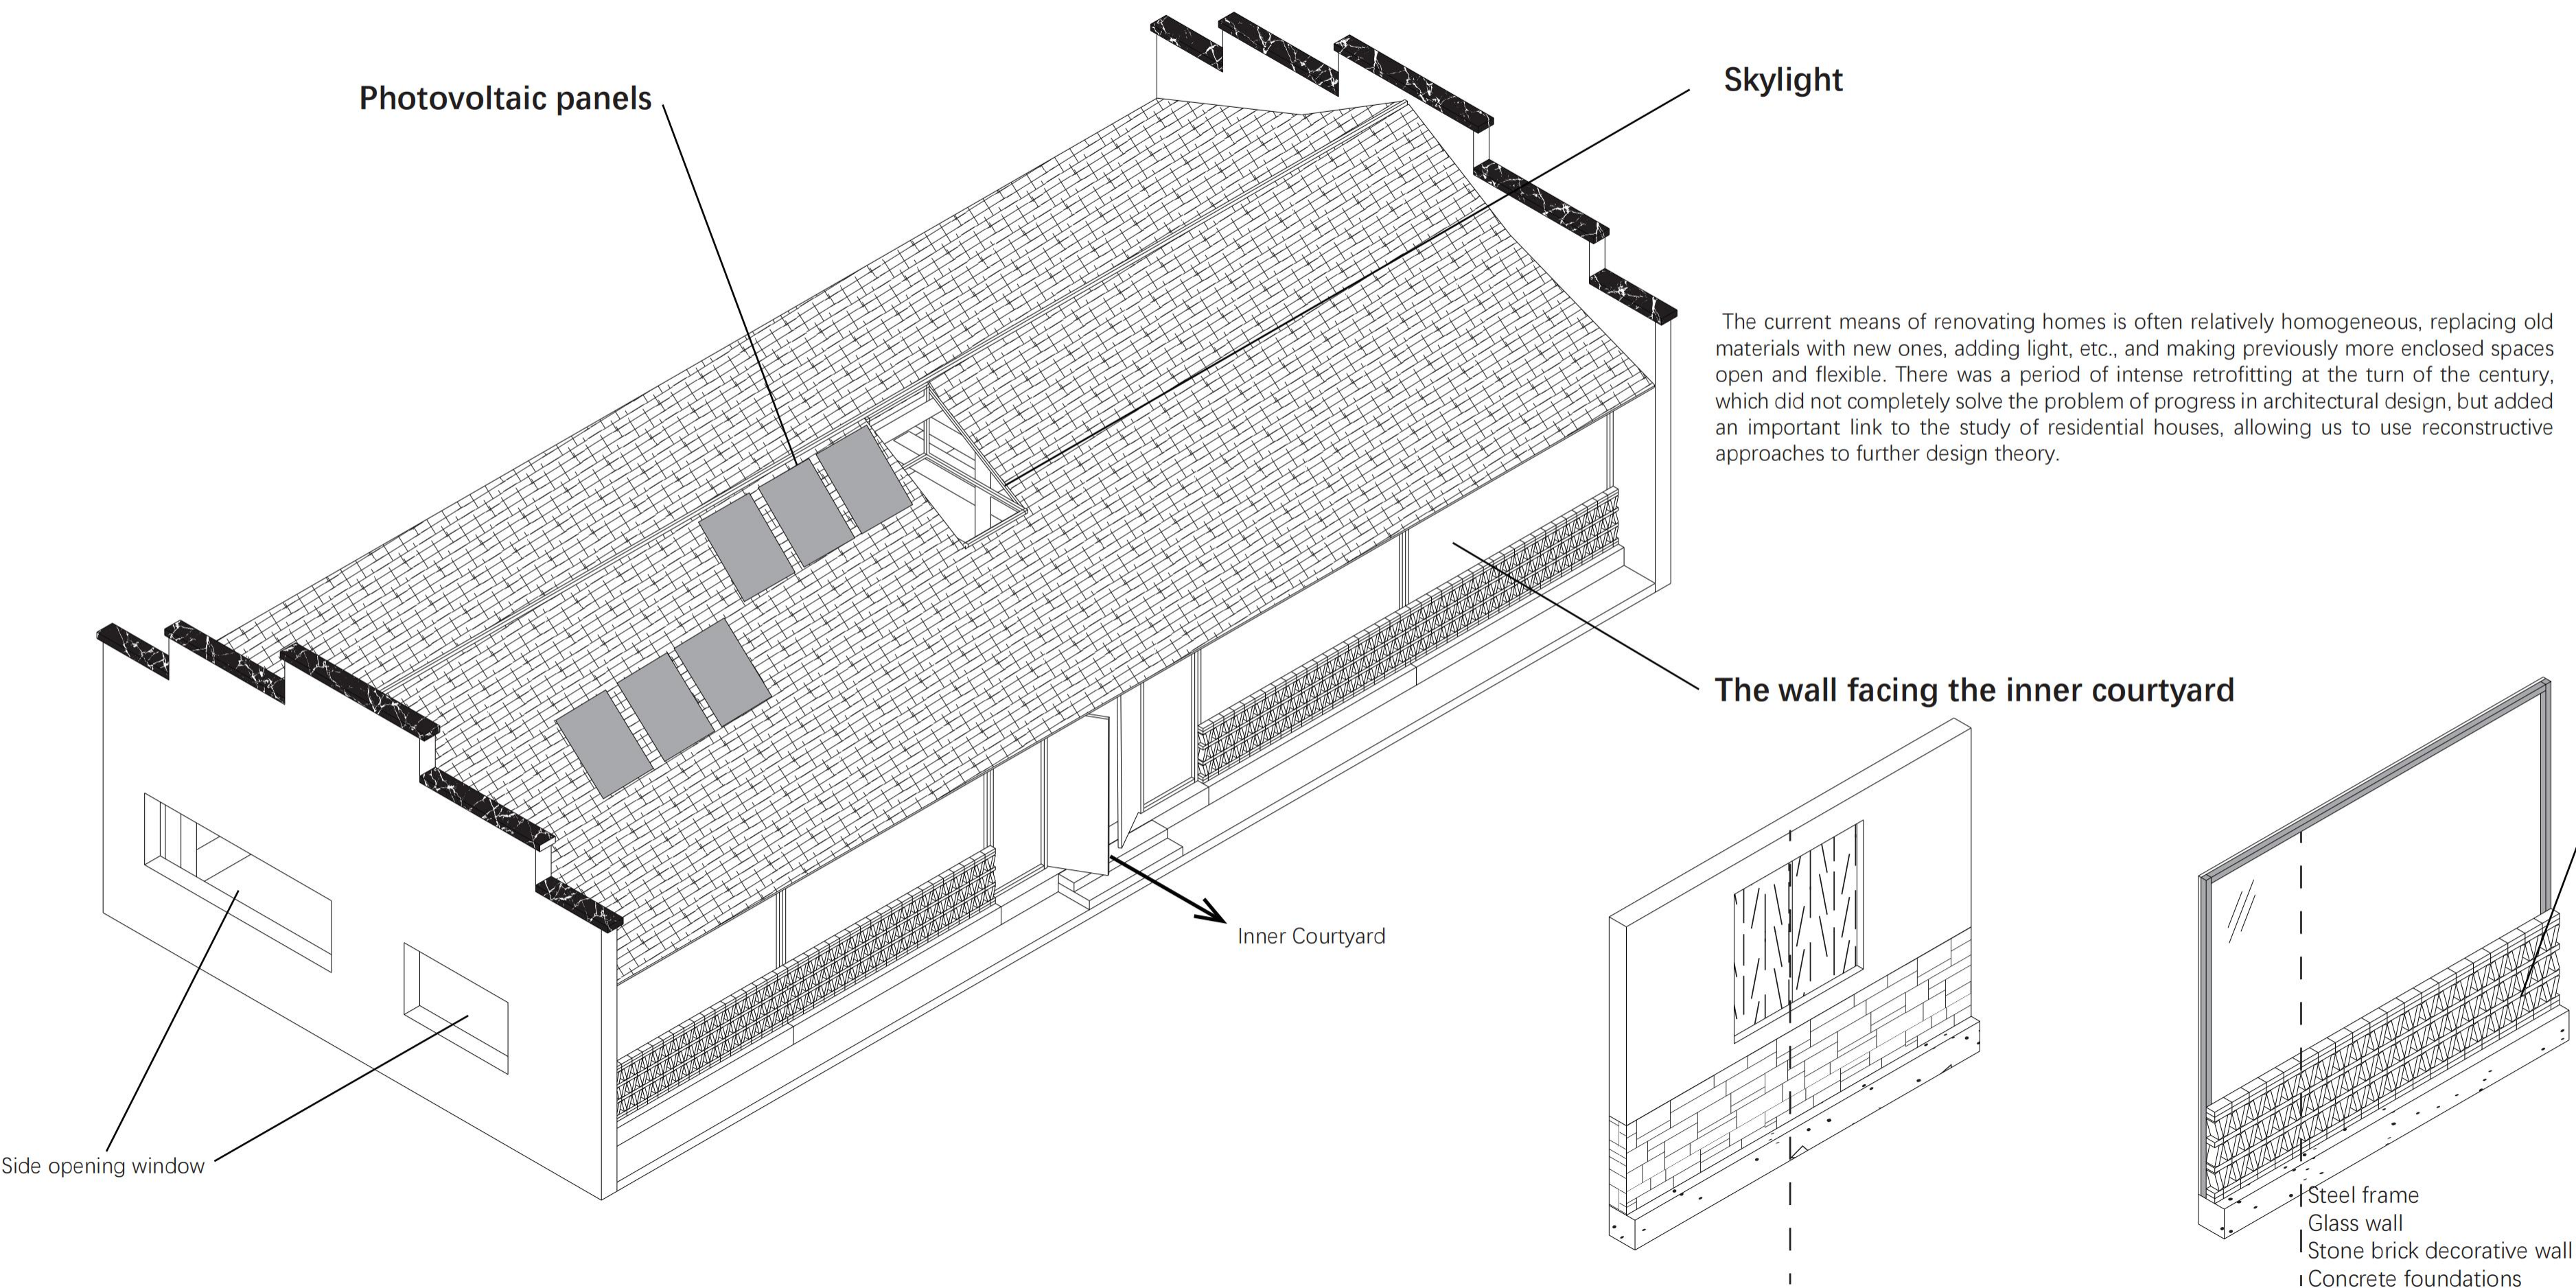 Photovoltaic panels
Skylight
The current means of renovating homes is often relatively homogeneous, replacing old
materials with new ones, adding light, etc., and making previously more enclosed spaces
open and flexible. There was a period of intense retrofitting at the turn of the century,
which did not completely solve the problem of progress in architectural design, but added
an important link to the study of residential houses, allowing us to use reconstructive
approaches to further design theory.
The wall facing the inner courtyard
Inner Courtyard
Side opening window
Steel frame
Glass wall
Stone brick decorative wall
Concrete foundations